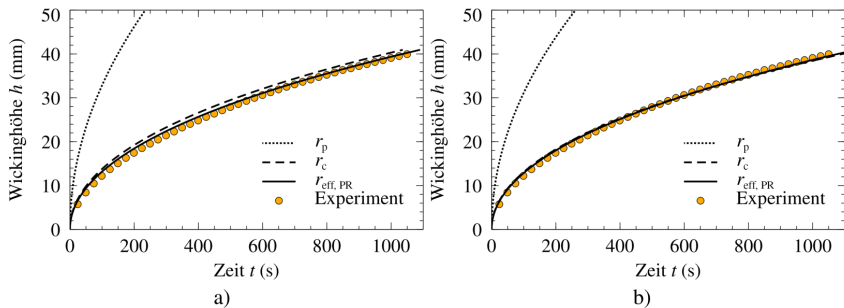 50
40
30
20
10
0
Wickinghöhe h (mm)
0 200 400 600 800 1000
Zeit t (s)
r_p
r_c
r_eff, PR
Experiment
a)
50
40
30
20
10
0
Wickinghöhe h (mm)
0 200 400 600 800 1000
Zeit t (s)
r_p
r_c
r_eff, PR
Experiment
b)